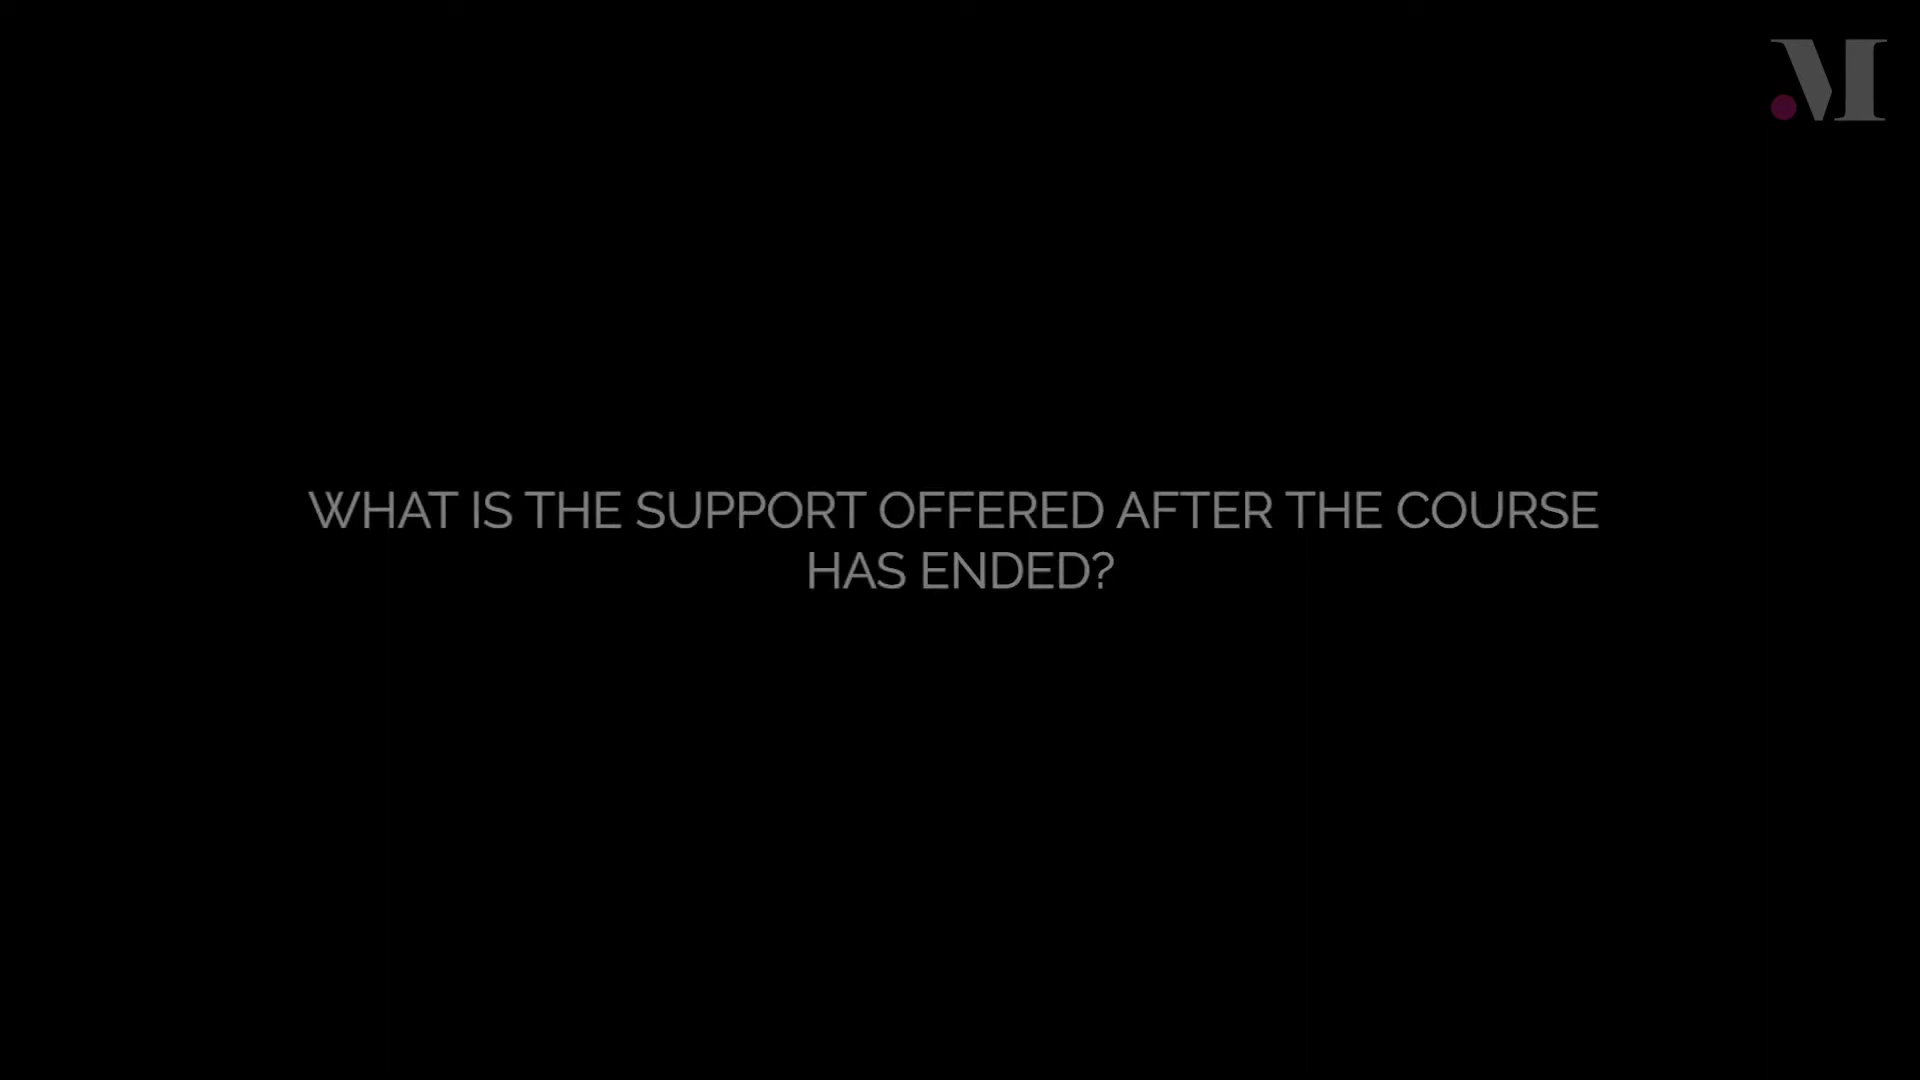 M
WHAT IS THE SUPPORT OFFERED AFTER THE COURSE
HAS ENDED?